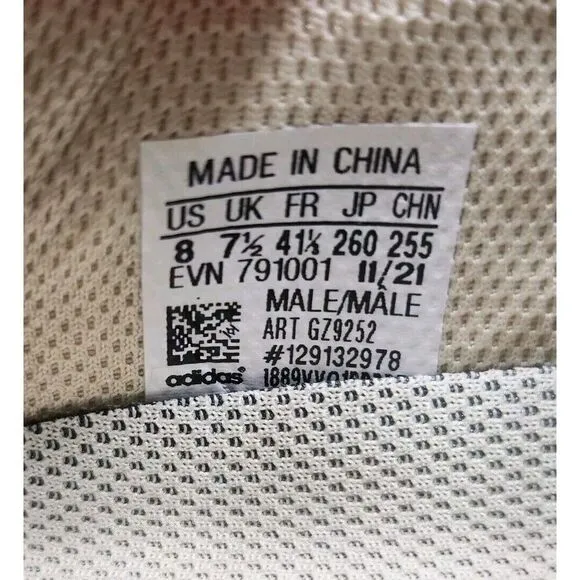 MADE IN CHINA
US UK FR JP CHN
8 7½ 41⅓ 260 255
EVN 791001 11/21
MALE/MÂLE
ART GZ9252
#129132978
adidas